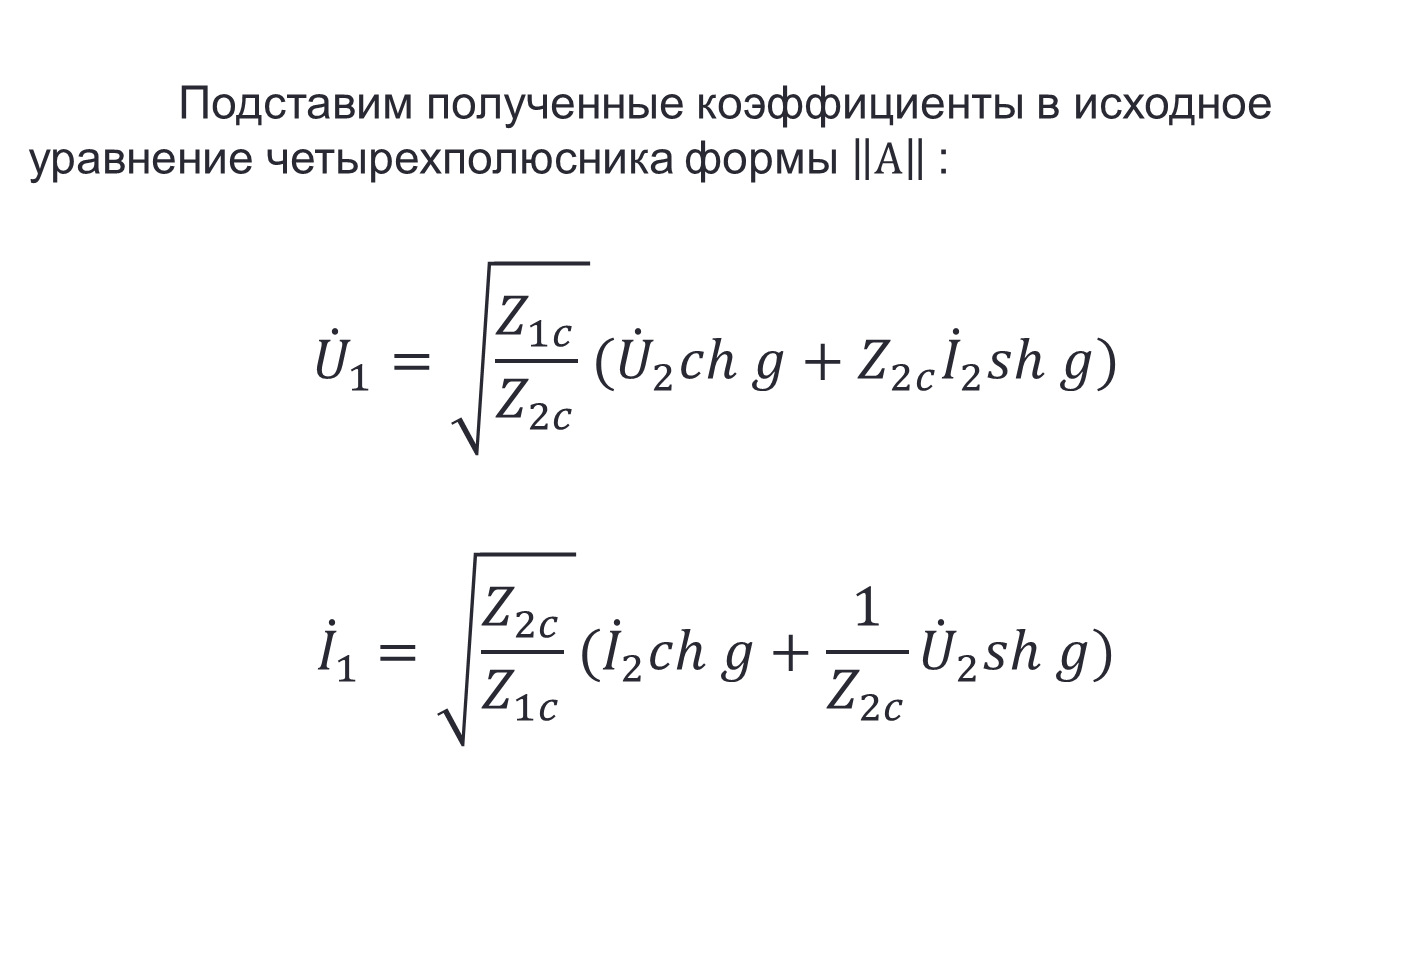 Подставим полученные коэффициенты в исходное
уравнение четырехполюсника формы ||A|| :
U̇₁ = √(Z₁c/Z₂c) (U̇₂ch g + Z₂cİ₂sh g)
İ₁ = √(Z₂c/Z₁c) (İ₂ch g + 1/Z₂c U̇₂sh g)